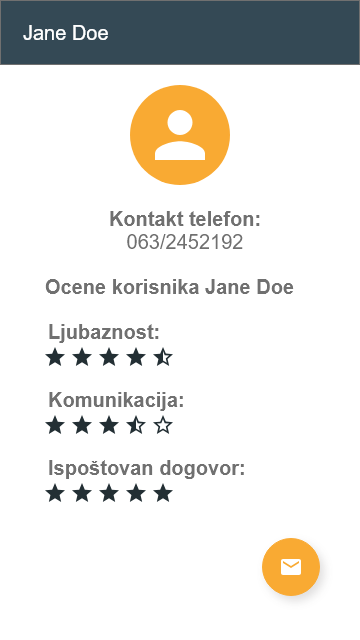 Jane Doe
Kontakt telefon:
063/2452192
Ocene korisnika Jane Doe
Ljubaznost:
Komunikacija:
Ispoštovan dogovor: